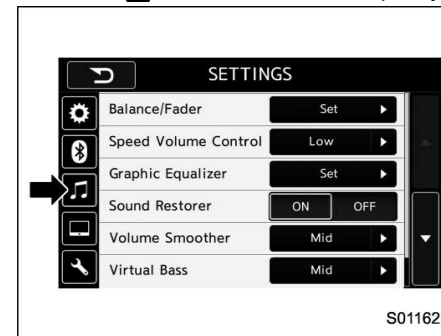 SETTINGS
Balance/Fader Set
Speed Volume Control Low
Graphic Equalizer Set
Sound Restorer ON OFF
Volume Smoother Mid
Virtual Bass Mid
S01162